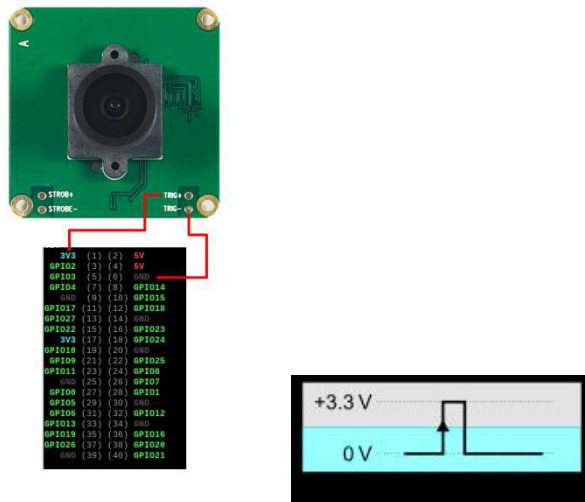 A
STROB+
STROBE-
TRIG+
TRIG-
3V3 (1) (2) 5V
GPIO2 (3) (4) 5V
GPIO3 (5) (6) GND
GPIO4 (7) (8) GPIO14
GND (9) (10) GPIO15
GPIO17 (11) (12) GPIO18
GPIO27 (13) (14) GND
GPIO22 (15) (16) GPIO23
3V3 (17) (18) GPIO24
GPIO10 (19) (20) GND
GPIO9 (21) (22) GPIO25
GPIO11 (23) (24) GPIO8
GND (25) (26) GPIO7
GPIO0 (27) (28) GPIO1
GPIO5 (29) (30) GND
GPIO6 (31) (32) GPIO12
GPIO13 (33) (34) GND
GPIO19 (35) (36) GPIO16
GPIO26 (37) (38) GPIO20
GND (39) (40) GPIO21
+3.3 V
0 V